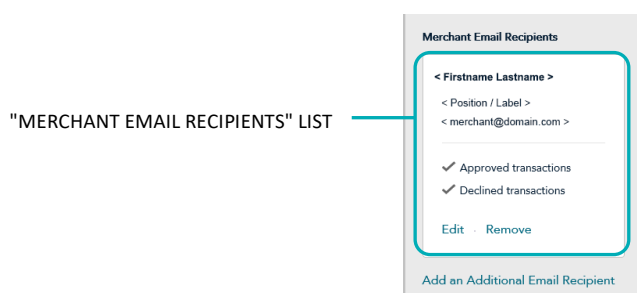 Merchant Email Recipients
< Firstname Lastname >
< Position / Label >
< merchant@domain.com >
"MERCHANT EMAIL RECIPIENTS" LIST
Approved transactions
Declined transactions
Edit · Remove
Add an Additional Email Recipient